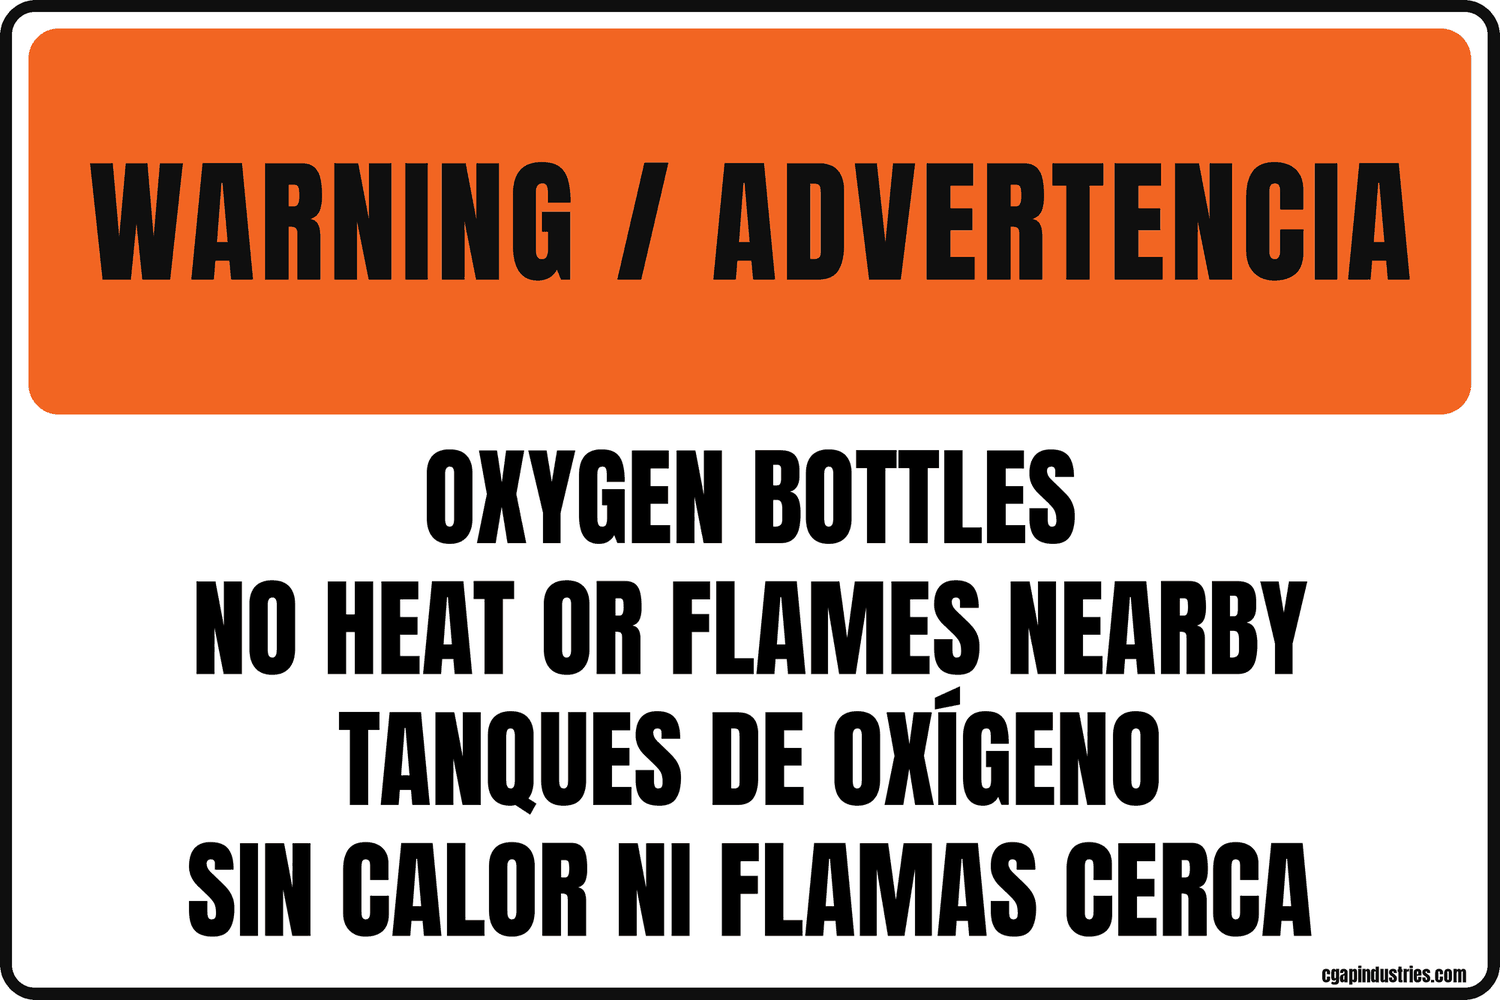 WARNING / ADVERTENCIA
OXYGEN BOTTLES
NO HEAT OR FLAMES NEARBY
TANQUES DE OXÍGENO
SIN CALOR NI FLAMAS CERCA
cgapindustries.com